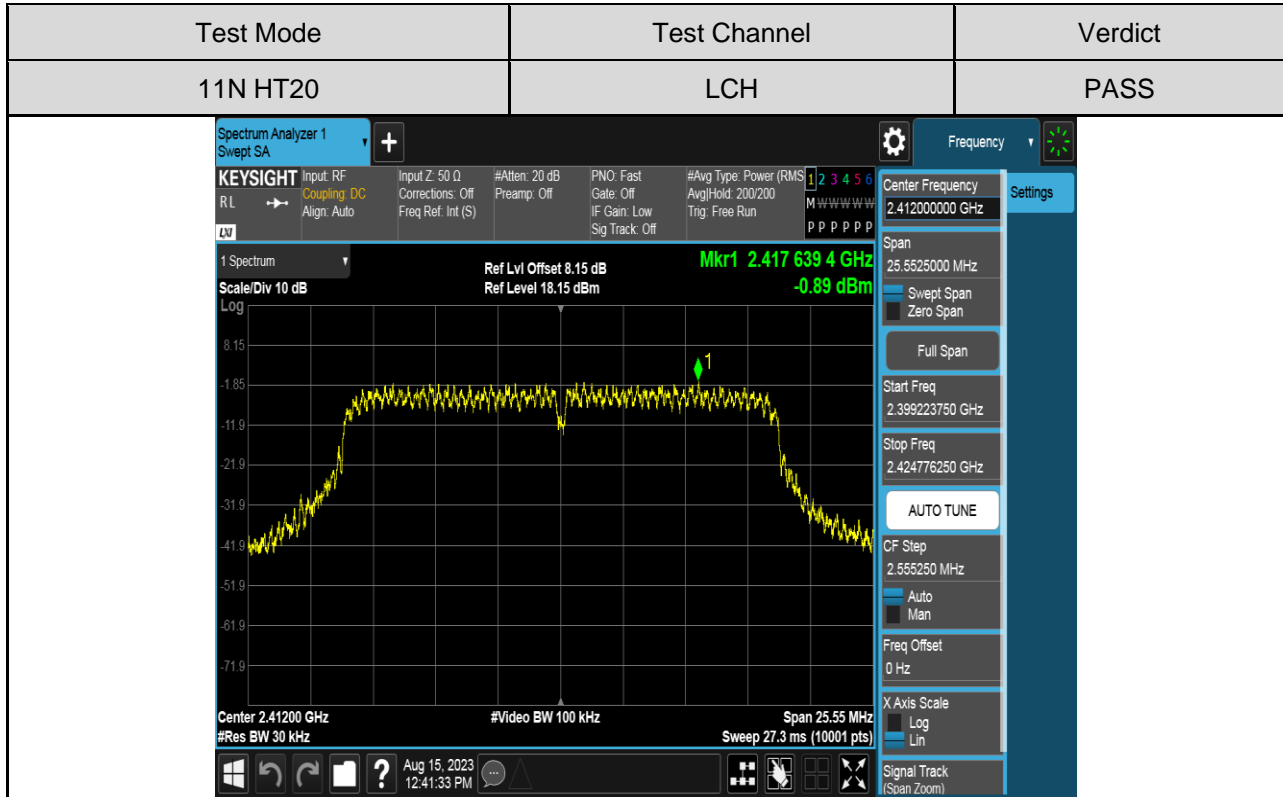 Test Mode Test Channel Verdict
11N HT20 LCH PASS
Spectrum Analyzer 1
Swept SA
+
Frequency
KEYSIGHT
RL
LXI
Input: RF
Coupling: DC
Align: Auto
Input Z: 50 Ω
Corrections: Off
Freq Ref: Int (S)
#Atten: 20 dB
Preamp: Off
PNO: Fast
Gate: Off
IF Gain: Low
Sig Track: Off
#Avg Type: Power (RMS
Avg|Hold: 200/200
Trig: Free Run
1 2 3 4 5 6
M W W W W W
P P P P P P
1 Spectrum
Scale/Div 10 dB
Log
Ref Lvl Offset 8.15 dB
Ref Level 18.15 dBm
Mkr1 2.417 639 4 GHz
-0.89 dBm
8.15
-1.85
-11.9
-21.9
-31.9
-41.9
-51.9
-61.9
-71.9
1
Center 2.41200 GHz
#Res BW 30 kHz
#Video BW 100 kHz
Span 25.55 MHz
Sweep 27.3 ms (10001 pts)
Center Frequency
2.412000000 GHz
Settings
Span
25.5525000 MHz
Swept Span
Zero Span
Full Span
Start Freq
2.399223750 GHz
Stop Freq
2.424776250 GHz
AUTO TUNE
CF Step
2.555250 MHz
Auto
Man
Freq Offset
0 Hz
X Axis Scale
Log
Lin
Signal Track
(Span Zoom)
?
Aug 15, 2023
12:41:33 PM